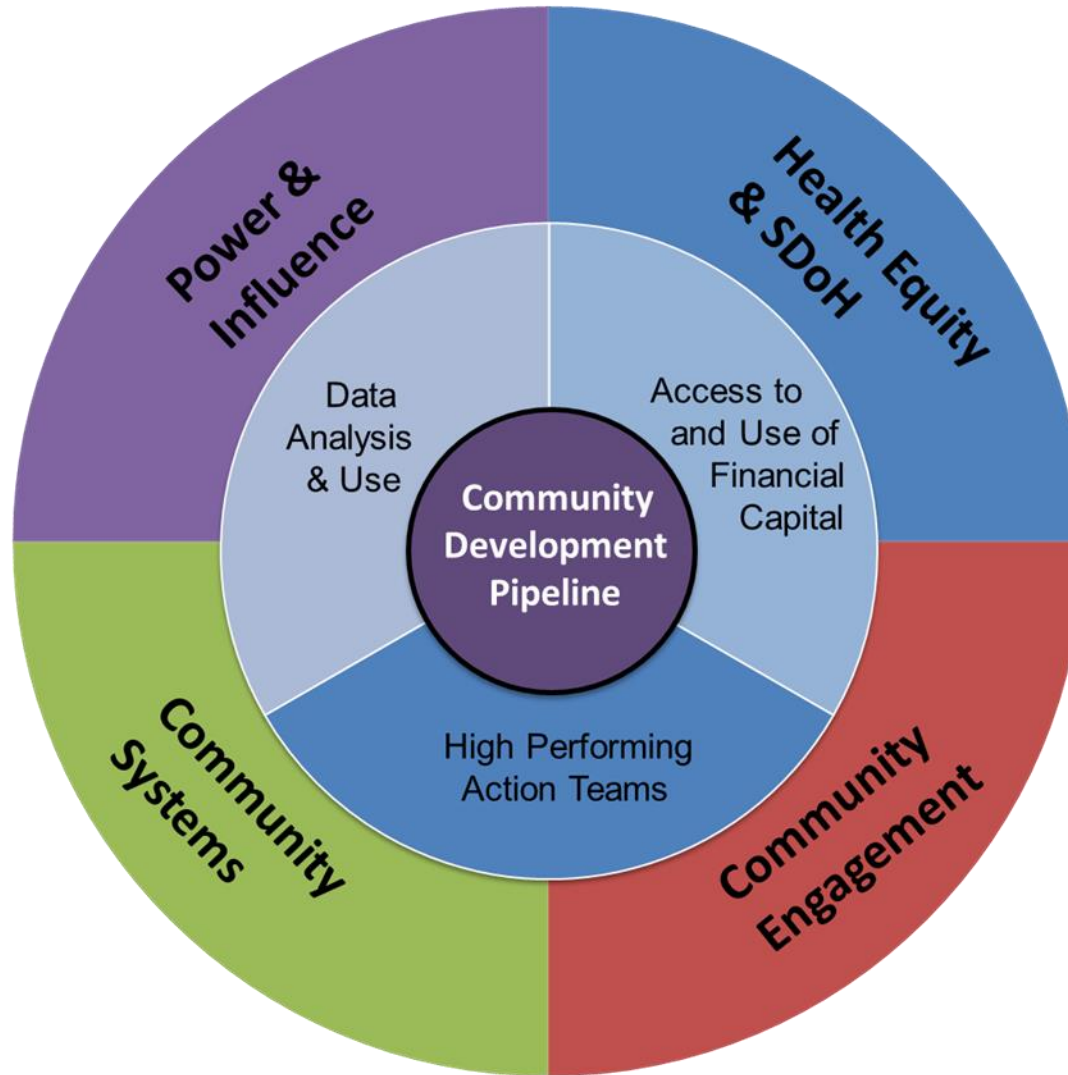 Power &
Influence
Health Equity
& SDoH
Data
Analysis
& Use
Access to
and Use of
Financial
Capital
Community
Development
Pipeline
High Performing
Action Teams
Community
Systems
Community
Engagement